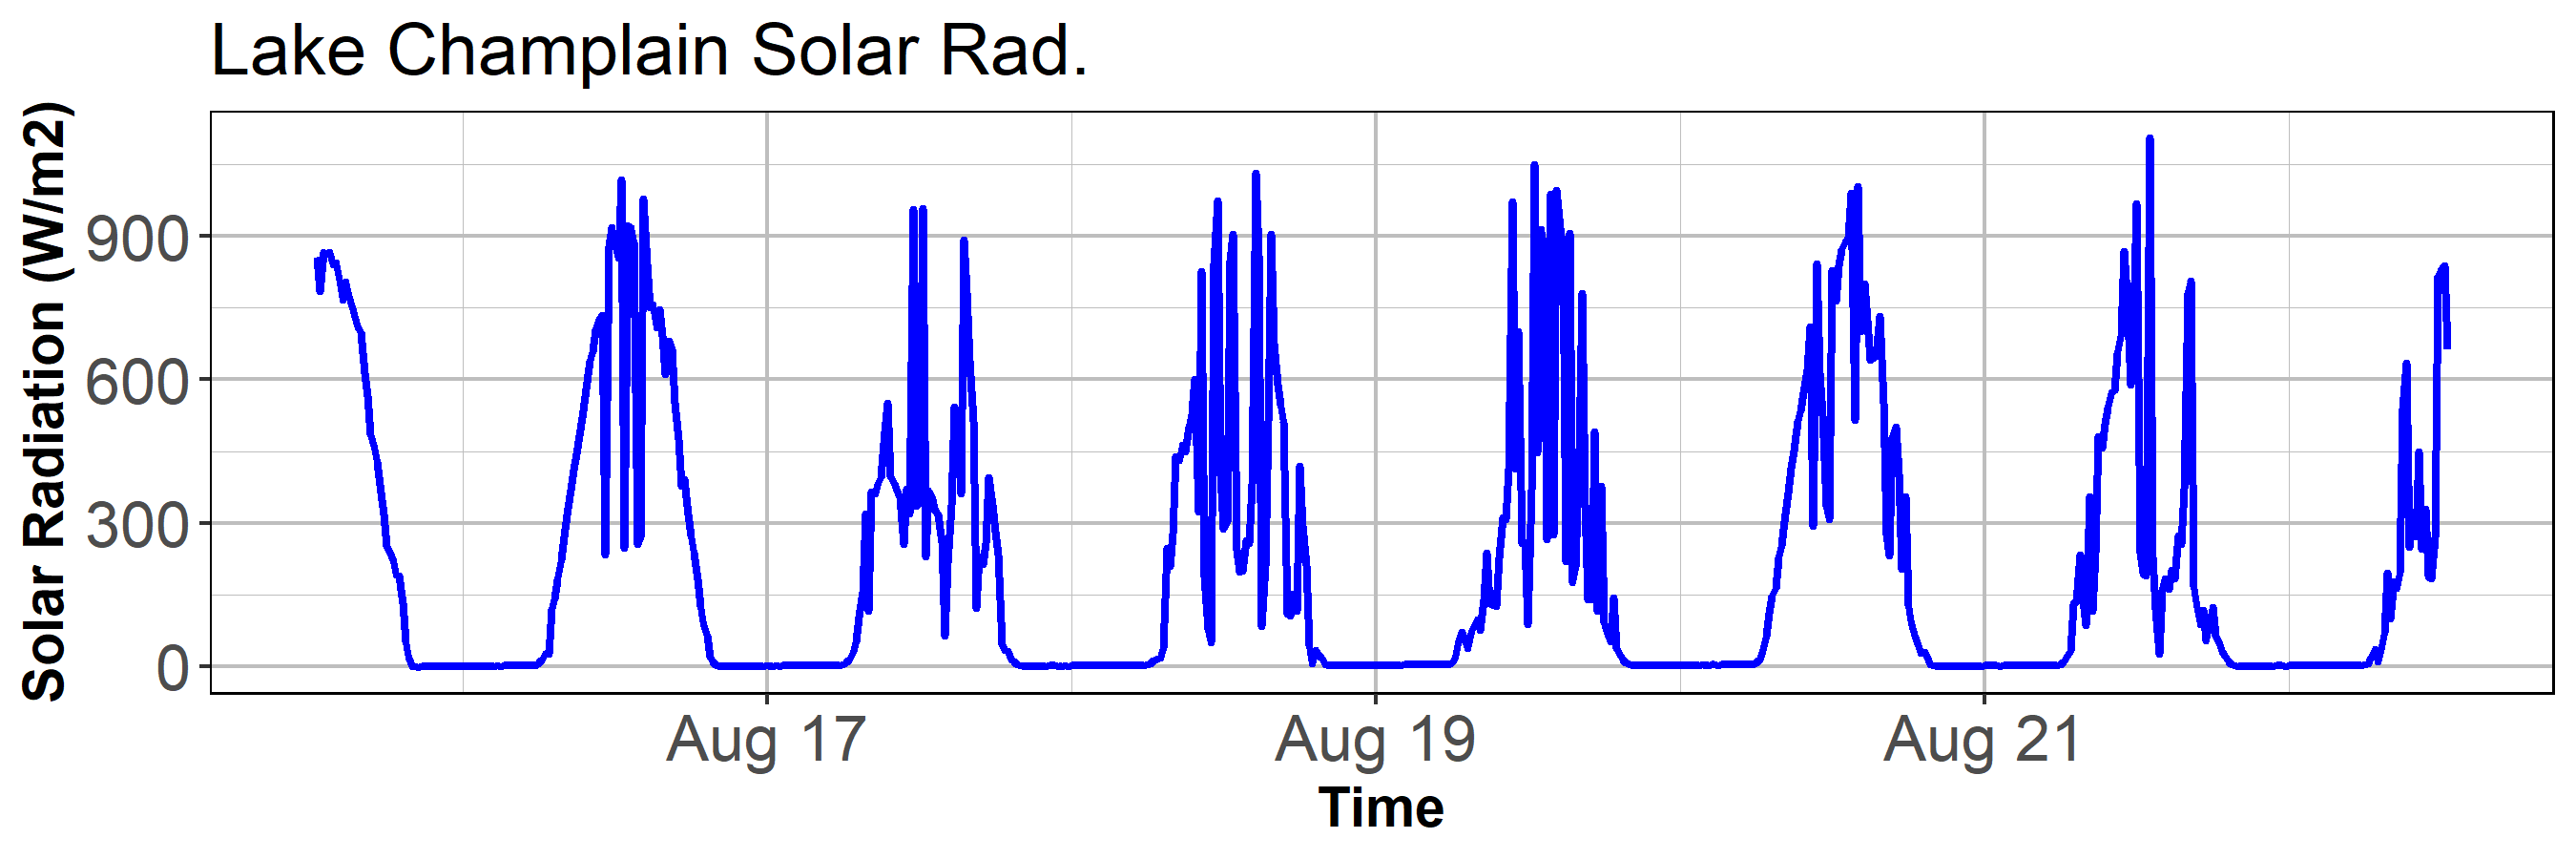 Lake Champlain Solar Rad.
Solar Radiation (W/m2)
900
600
300
0
Aug 17
Aug 19
Aug 21
Time